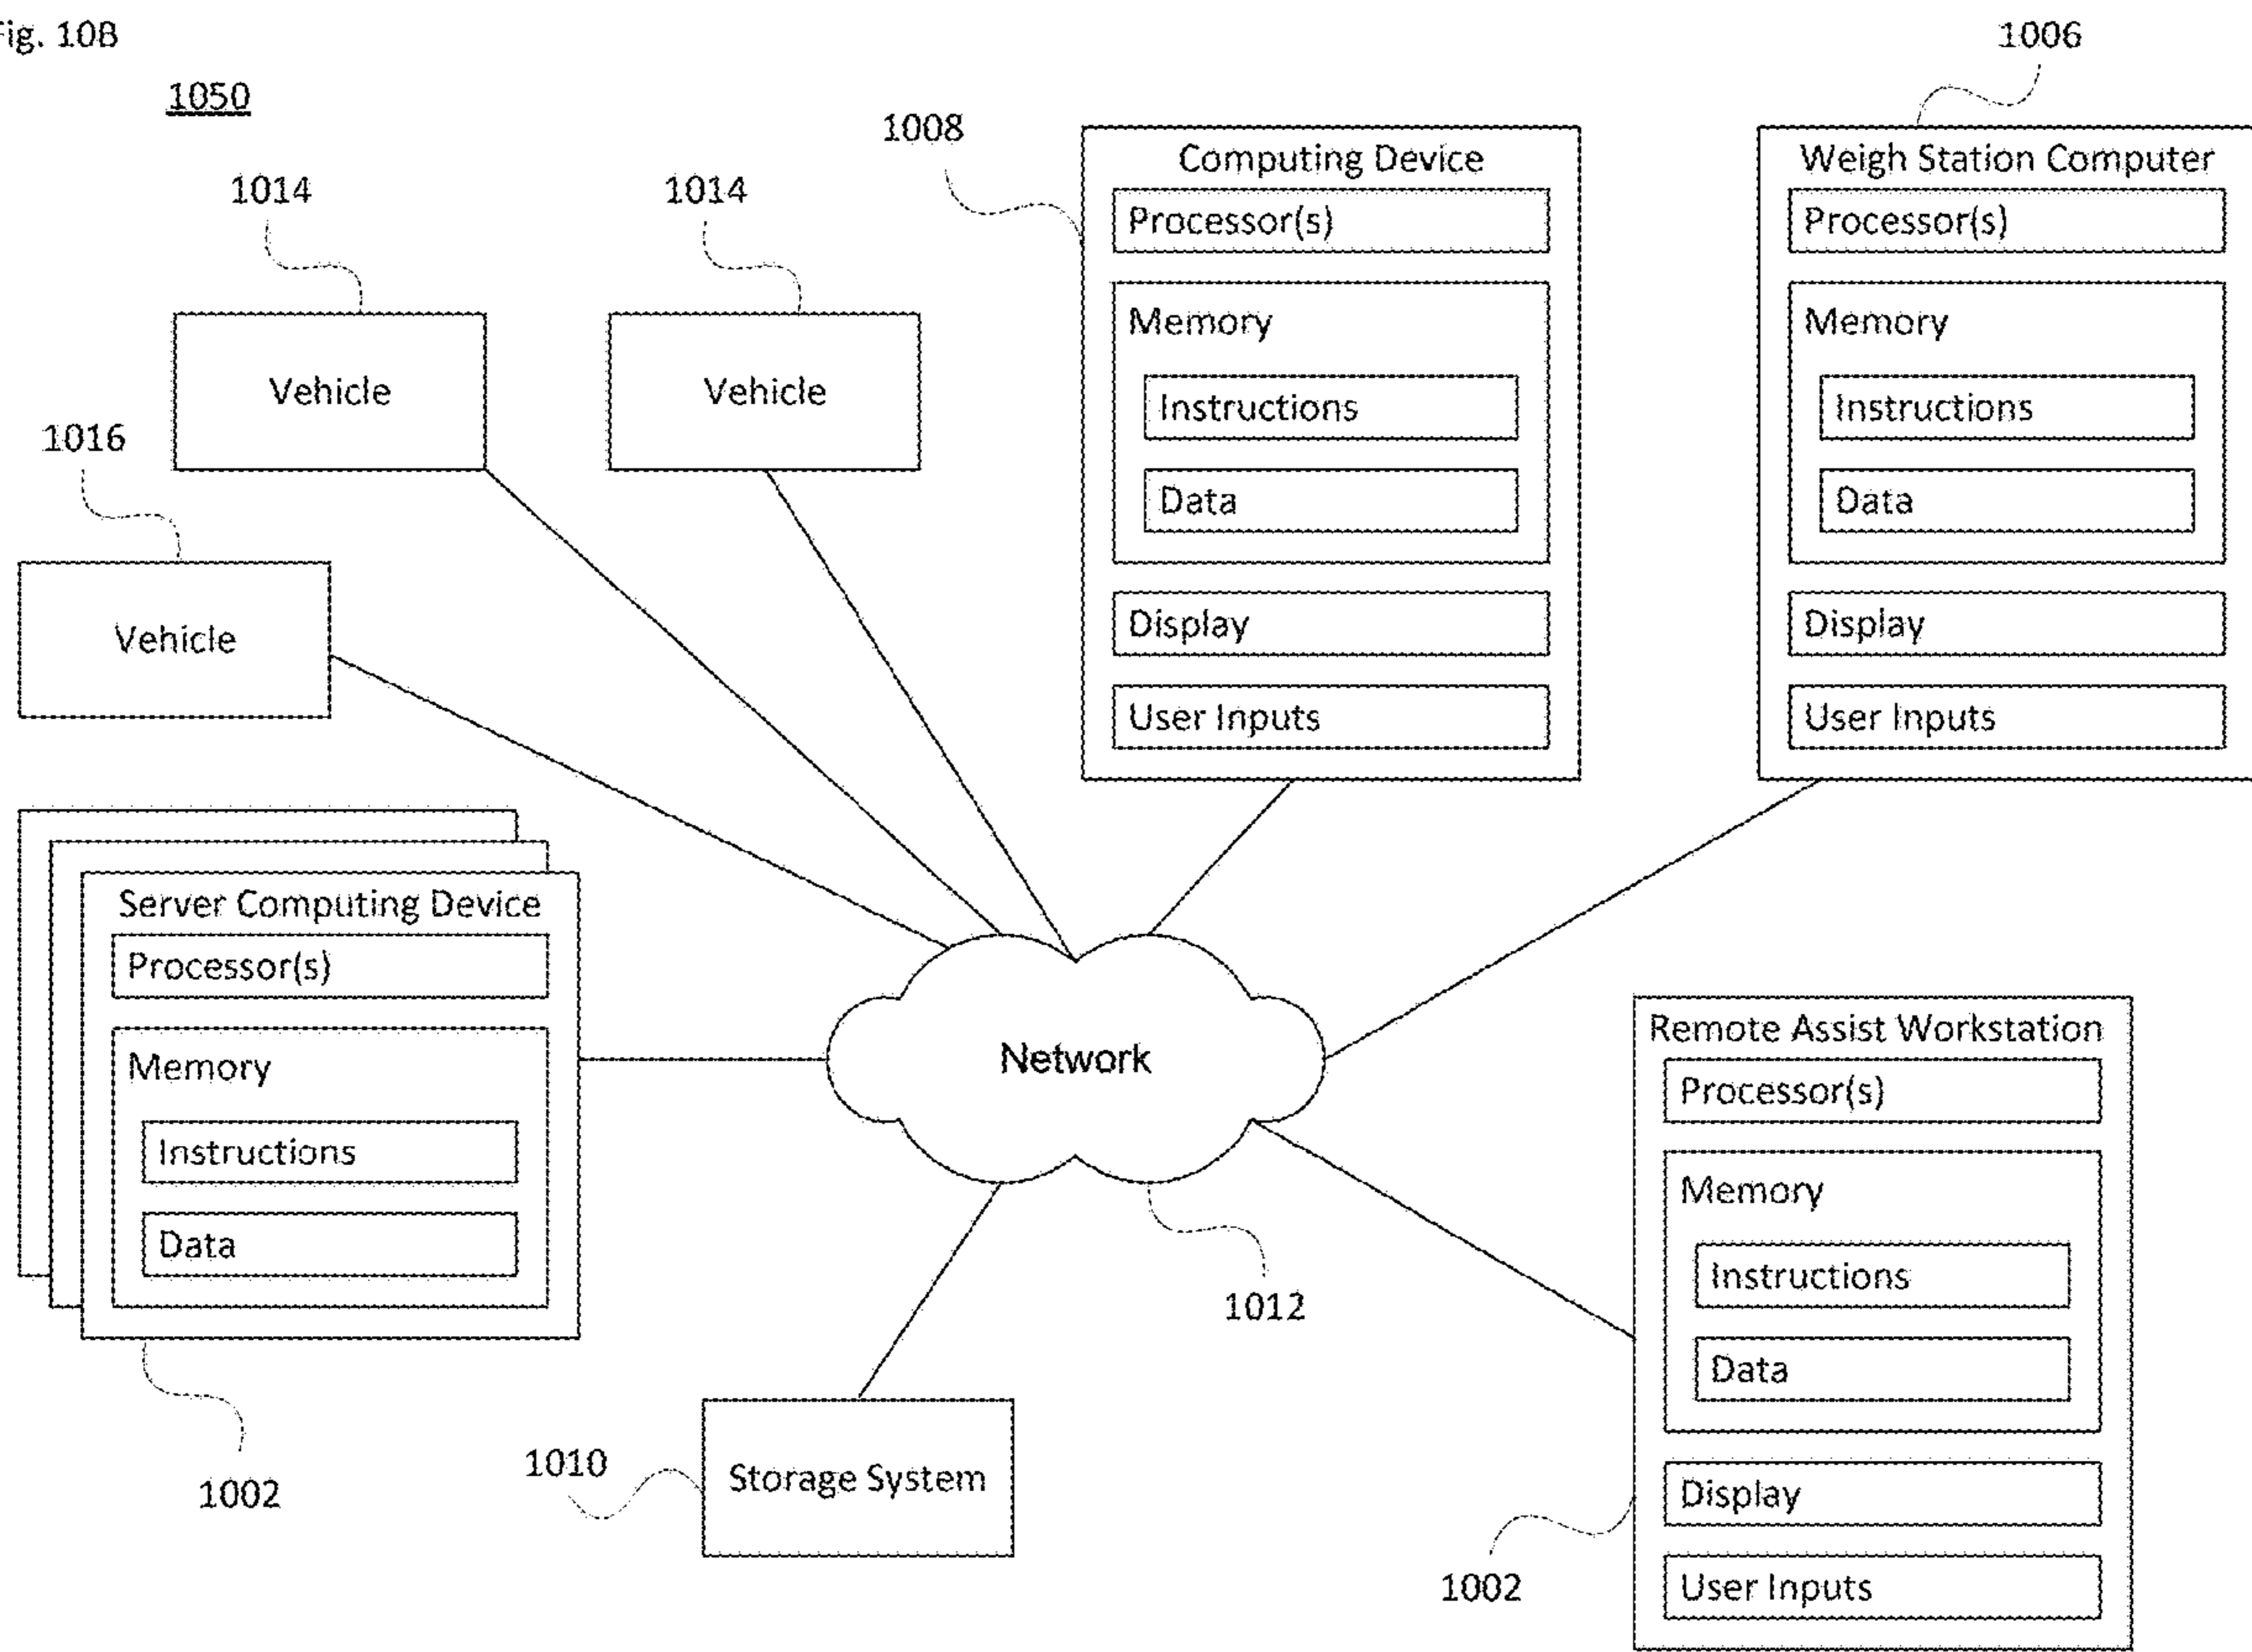 Fig. 10B
1050
1006
1008
1014
1014
1016
Vehicle
Vehicle
Vehicle
Computing Device
Processor(s)
Memory
Instructions
Data
Display
User Inputs
Weigh Station Computer
Processor(s)
Memory
Instructions
Data
Display
User Inputs
Server Computing Device
Processor(s)
Memory
Instructions
Data
1002
Network
1012
1010
Storage System
Remote Assist Workstation
Processor(s)
Memory
Instructions
Data
Display
User Inputs
1002